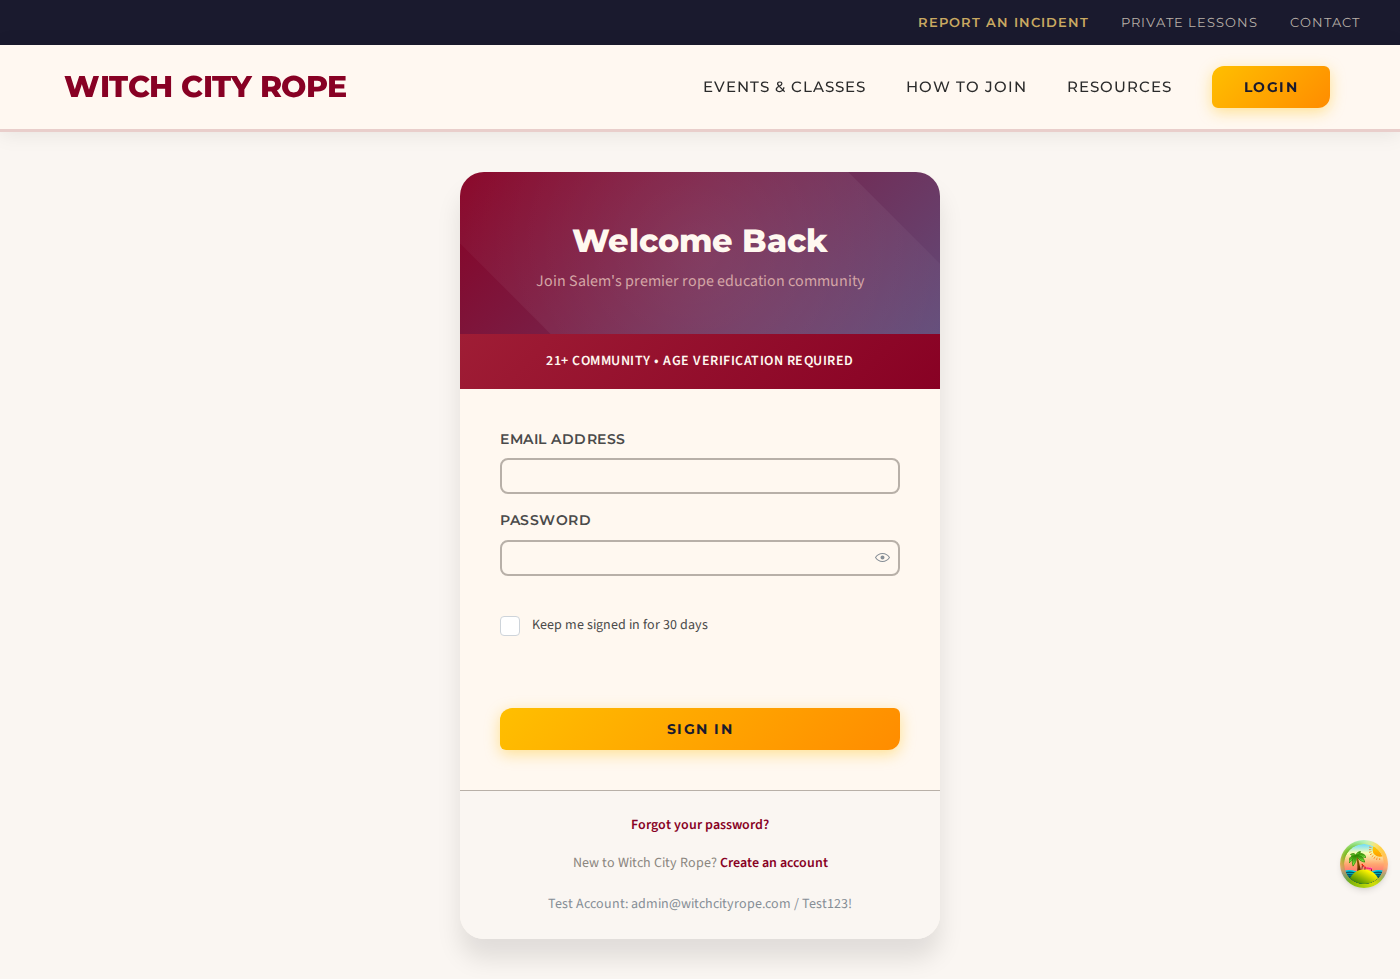 REPORT AN INCIDENT PRIVATE LESSONS CONTACT
WITCH CITY ROPE EVENTS & CLASSES HOW TO JOIN RESOURCES LOGIN
Welcome Back
Join Salem's premier rope education community
21+ COMMUNITY • AGE VERIFICATION REQUIRED
EMAIL ADDRESS
PASSWORD
Keep me signed in for 30 days
SIGN IN
Forgot your password?
New to Witch City Rope? Create an account
Test Account: admin@witchcityrope.com / Test123!